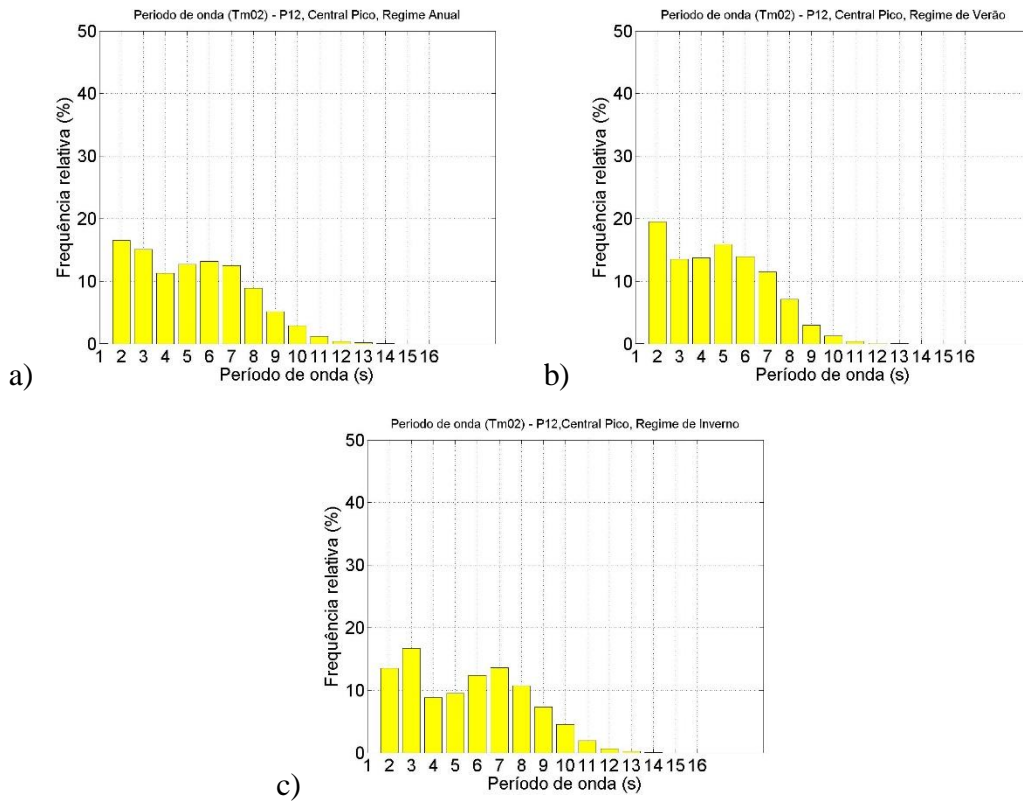 Periodo de onda (Tm02) - P12, Central Pico, Regime Anual
50
40
30
20
10
0
Frequência relativa (%)
1 2 3 4 5 6 7 8 9 10 11 12 13 14 15 16
Período de onda (s)
a)
Periodo de onda (Tm02) - P12, Central Pico, Regime de Verão
50
40
30
20
10
0
Frequência relativa (%)
1 2 3 4 5 6 7 8 9 10 11 12 13 14 15 16
Período de onda (s)
b)
Periodo de onda (Tm02) - P12,Central Pico, Regime de Inverno
50
40
30
20
10
0
Frequência relativa (%)
1 2 3 4 5 6 7 8 9 10 11 12 13 14 15 16
Período de onda (s)
c)